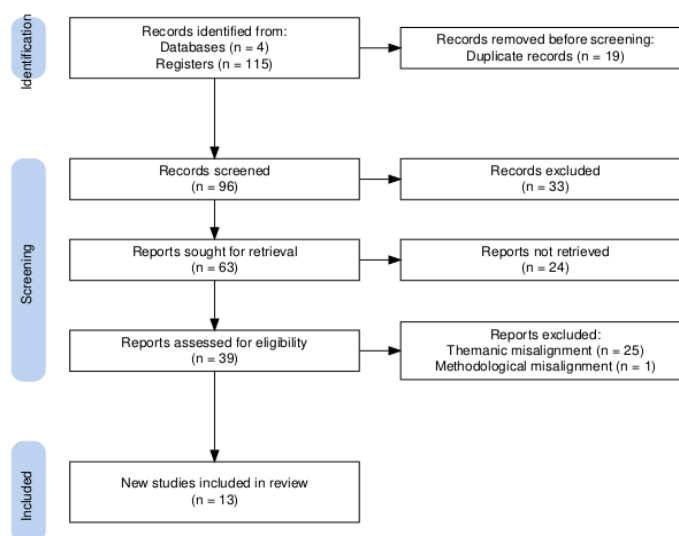 Identification
Records identified from:
Databases (n = 4)
Registers (n = 115)
Records removed before screening:
Duplicate records (n = 19)
Screening
Records screened
(n = 96)
Records excluded
(n = 33)
Reports sought for retrieval
(n = 63)
Reports not retrieved
(n = 24)
Reports assessed for eligibility
(n = 39)
Reports excluded:
Themanic misalignment (n = 25)
Methodological misalignment (n = 1)
Included
New studies included in review
(n = 13)